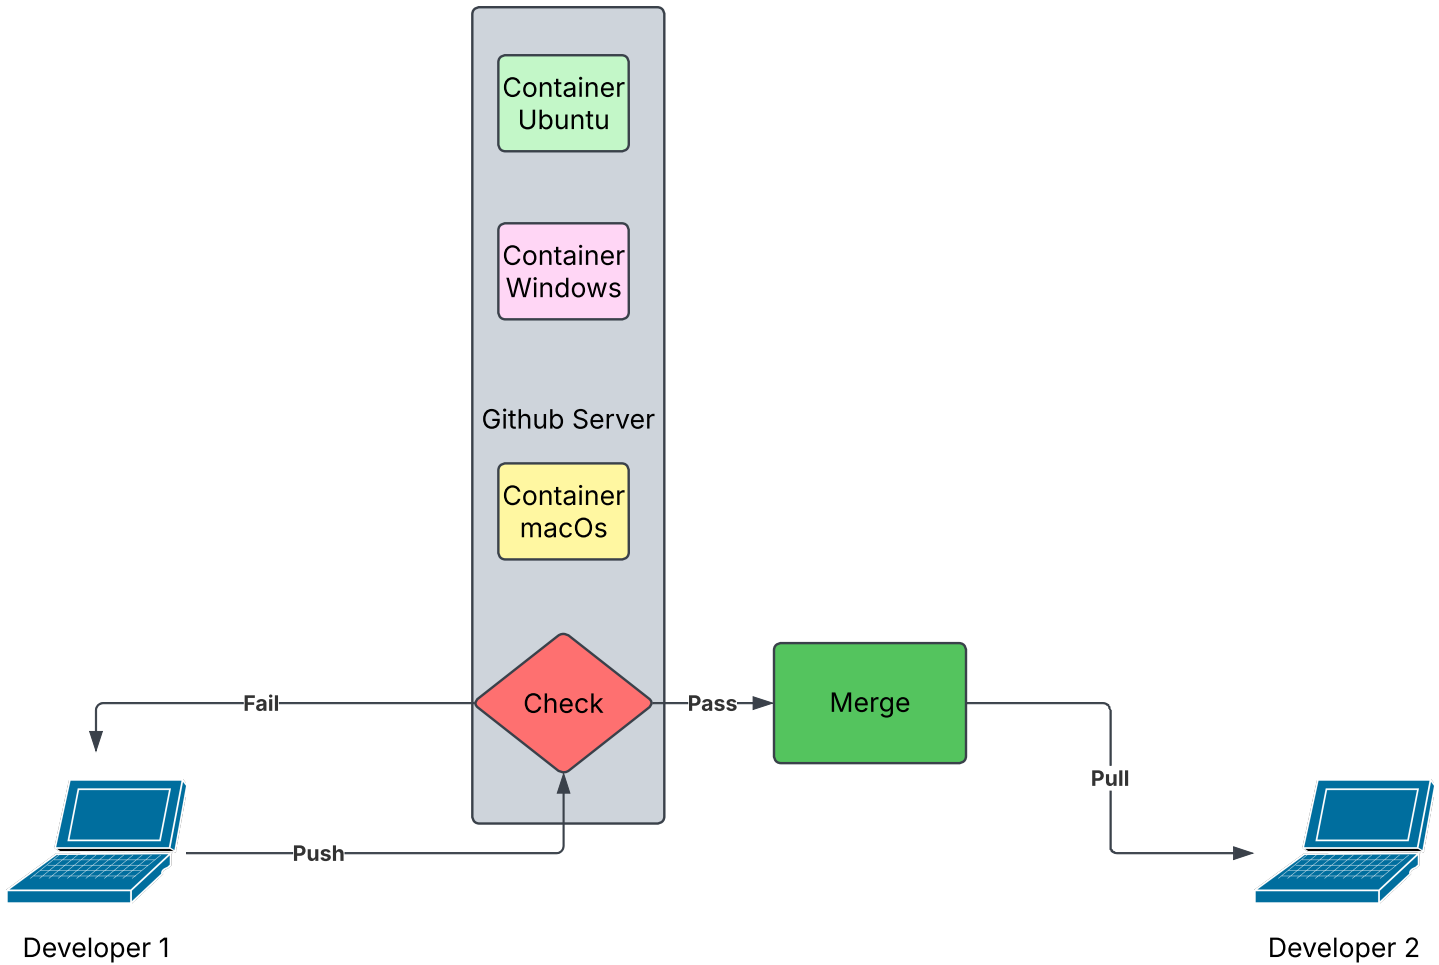 Container
Ubuntu
Container
Windows
Github Server
Container
macOs
Check
Fail
Pass
Merge
Pull
Push
Developer 1
Developer 2